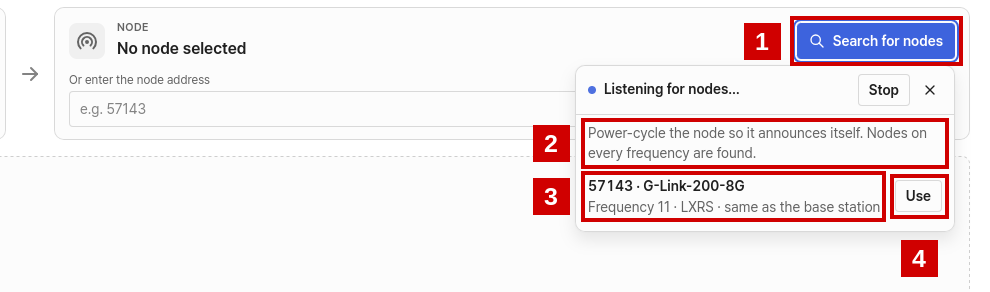 NODE
No node selected
Or enter the node address
e.g. 57143
1
Search for nodes
Listening for nodes...
Stop
2
Power-cycle the node so it announces itself. Nodes on
every frequency are found.
3
57143 · G-Link-200-8G
Frequency 11 · LXRS · same as the base station
Use
4